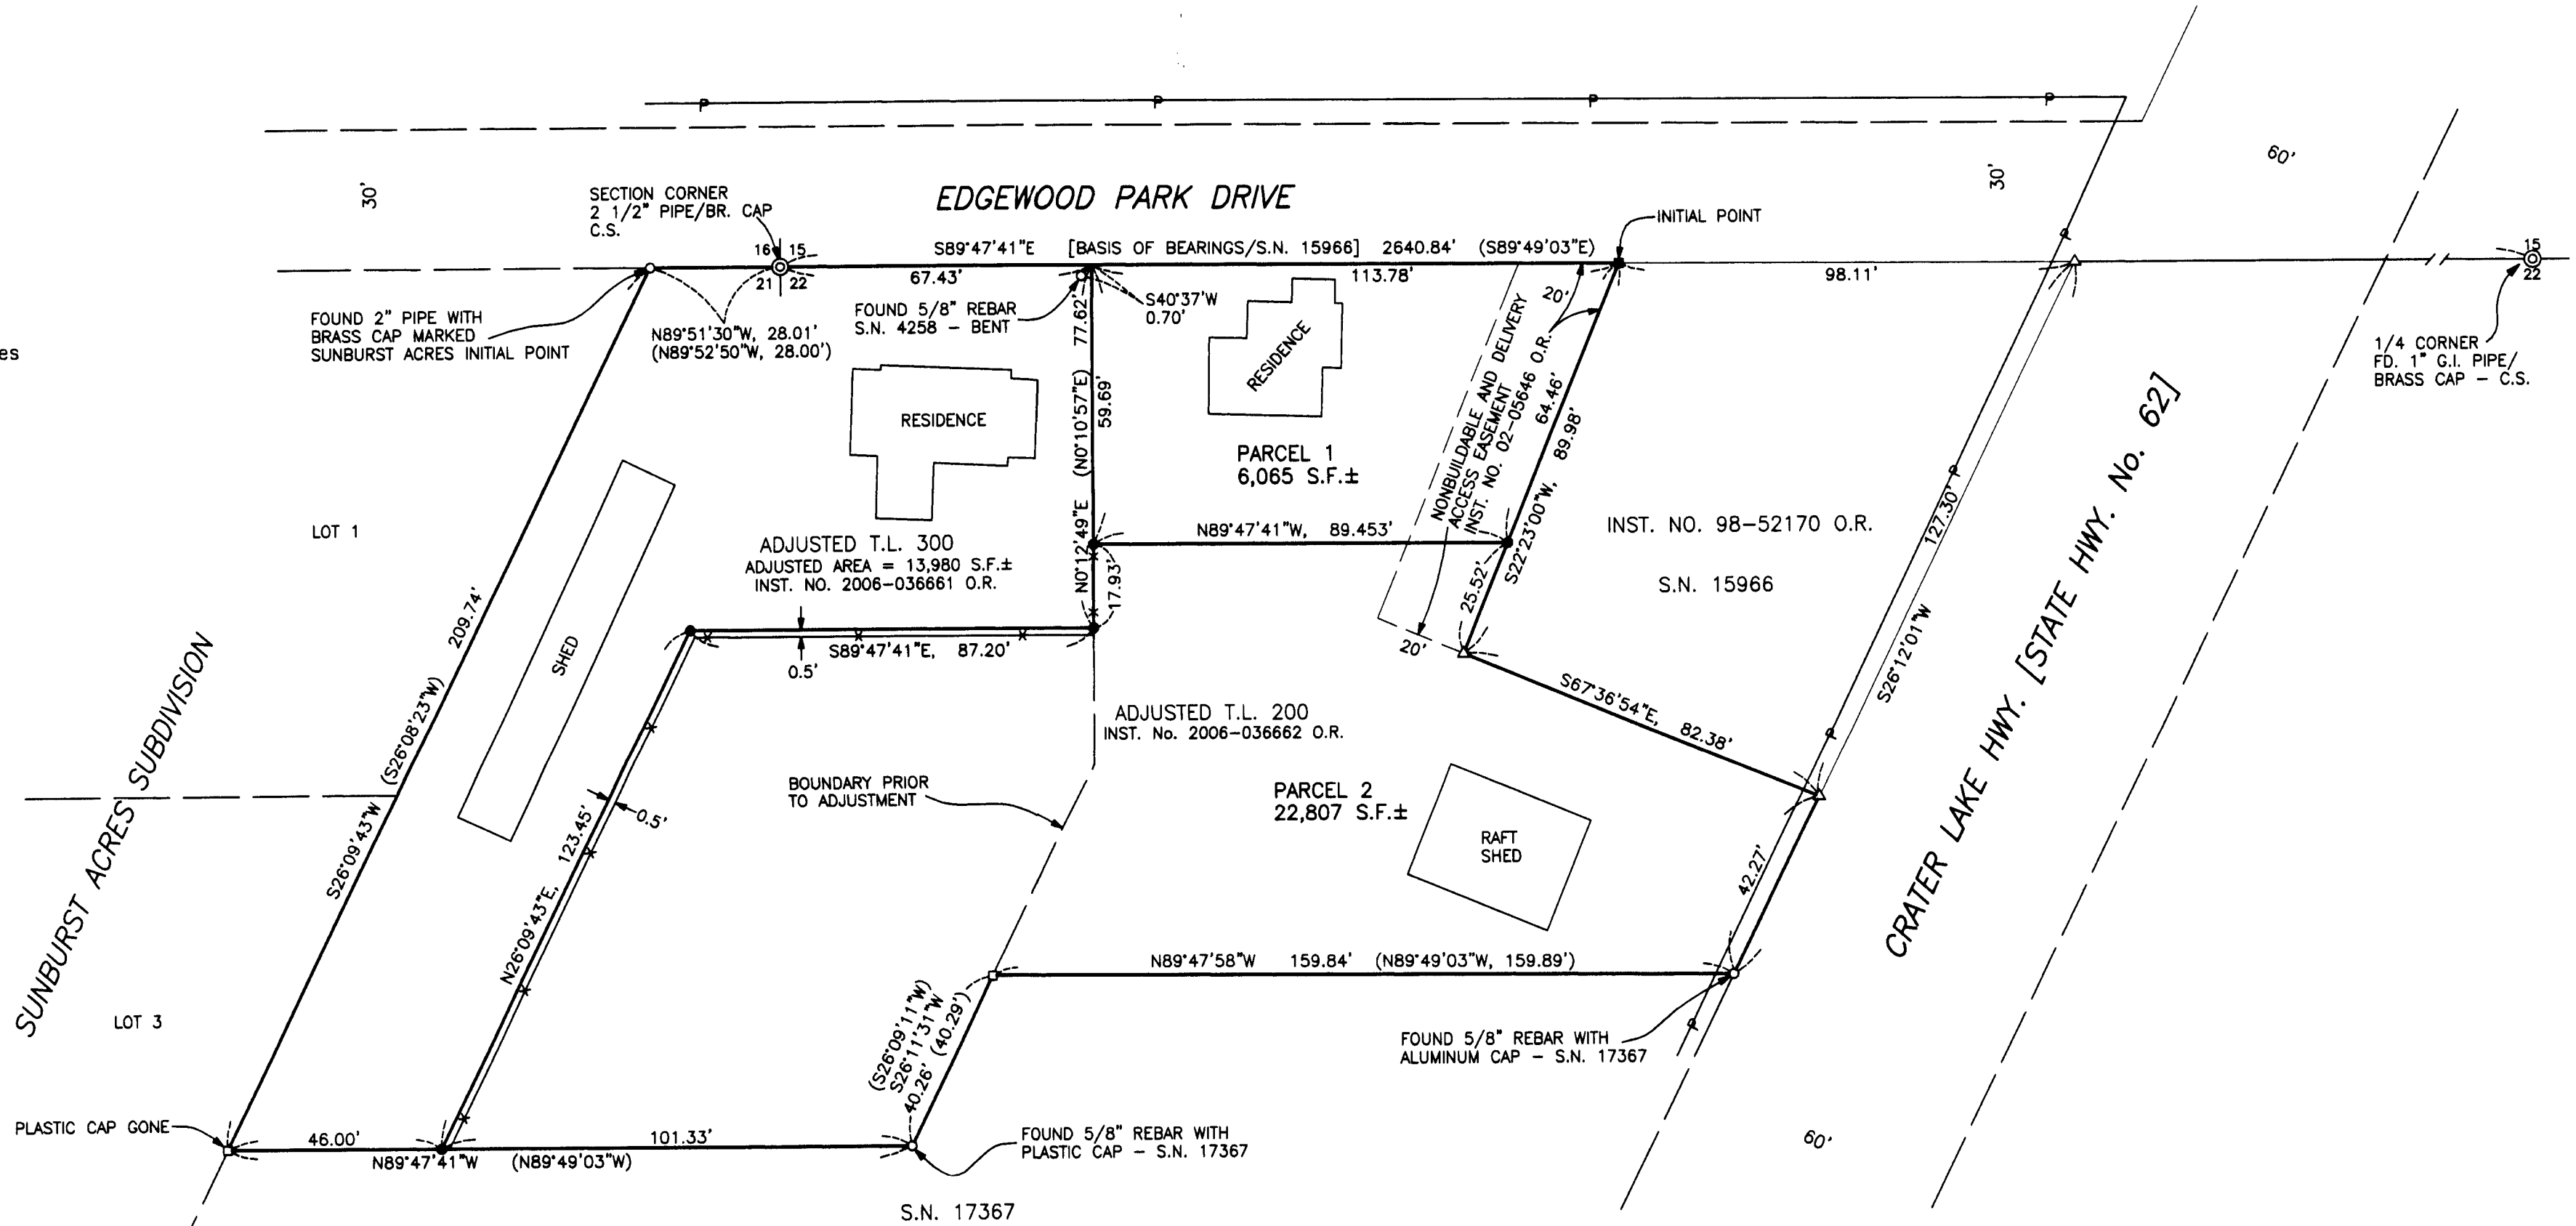 60'
30'
30'
SECTION CORNER
2 1/2" PIPE/BR. CAP
C.S.
EDGEWOOD PARK DRIVE
INITIAL POINT
16 15
21 22
S89°47'41"E [BASIS OF BEARINGS/S.N. 15966] 2640.84' (S89°49'03"E)
67.43'
113.78'
98.11'
15
22
1/4 CORNER
FD. 1" G.I. PIPE/
BRASS CAP - C.S.
FOUND 2" PIPE WITH
BRASS CAP MARKED
SUNBURST ACRES INITIAL POINT
N89°51'30"W, 28.01'
(N89°52'50"W, 28.00')
FOUND 5/8" REBAR
S.N. 4258 - BENT
S40°37'W
0.70'
es
RESIDENCE
RESIDENCE
N0°12'49"E (N0°10'57"E) 77.62'
59.69'
17.93'
20'
NONBUILDABLE AND DELIVERY
ACCESS EASEMENT
INST. NO. 02-05646 O.R.
64.46'
S22°23'00"W, 89.98'
25.52'
20'
PARCEL 1
6,065 S.F.±
N89°47'41"W, 89.453'
INST. NO. 98-52170 O.R.
S.N. 15966
127.30'
S26°12'01"W
CRATER LAKE HWY. [STATE HWY. No. 62]
LOT 1
ADJUSTED T.L. 300
ADJUSTED AREA = 13,980 S.F.±
INST. NO. 2006-036661 O.R.
SHED
S26°09'43"W (S26°08'23"W) 209.74'
S89°47'41"E, 87.20'
0.5'
SUNBURST ACRES SUBDIVISION
ADJUSTED T.L. 200
INST. No. 2006-036662 O.R.
S67°36'54"E, 82.38'
BOUNDARY PRIOR
TO ADJUSTMENT
PARCEL 2
22,807 S.F.±
RAFT
SHED
N26°09'43"E, 123.45'
0.5'
42.27'
N89°47'58"W 159.84' (N89°49'03"W, 159.89')
(S26°09'11"W)
S26°11'31"W
40.26' (40.29')
LOT 3
FOUND 5/8" REBAR WITH
ALUMINUM CAP - S.N. 17367
PLASTIC CAP GONE
46.00'
101.33'
N89°47'41"W (N89°49'03"W)
FOUND 5/8" REBAR WITH
PLASTIC CAP - S.N. 17367
60'
S.N. 17367